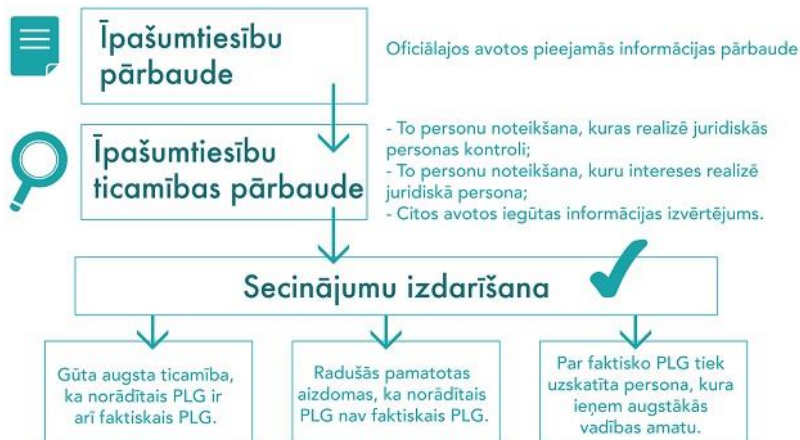 Īpašumtiesību
pārbaude
Oficiālajos avotos pieejamās informācijas pārbaude
Īpašumtiesību
ticamības pārbaude
- To personu noteikšana, kuras realizē juridiskās
personas kontroli;
- To personu noteikšana, kuru intereses realizē
juridiskā persona;
- Citos avotos iegūtas informācijas izvērtējums.
Secinājumu izdarīšana
Gūta augsta ticamība,
ka norādītais PLG ir
arī faktiskais PLG.
Radušās pamatotas
aizdomas, ka norādītais
PLG nav faktiskais PLG.
Par faktisko PLG tiek
uzskatīta persona, kura
ieņem augstākās
vadības amatu.